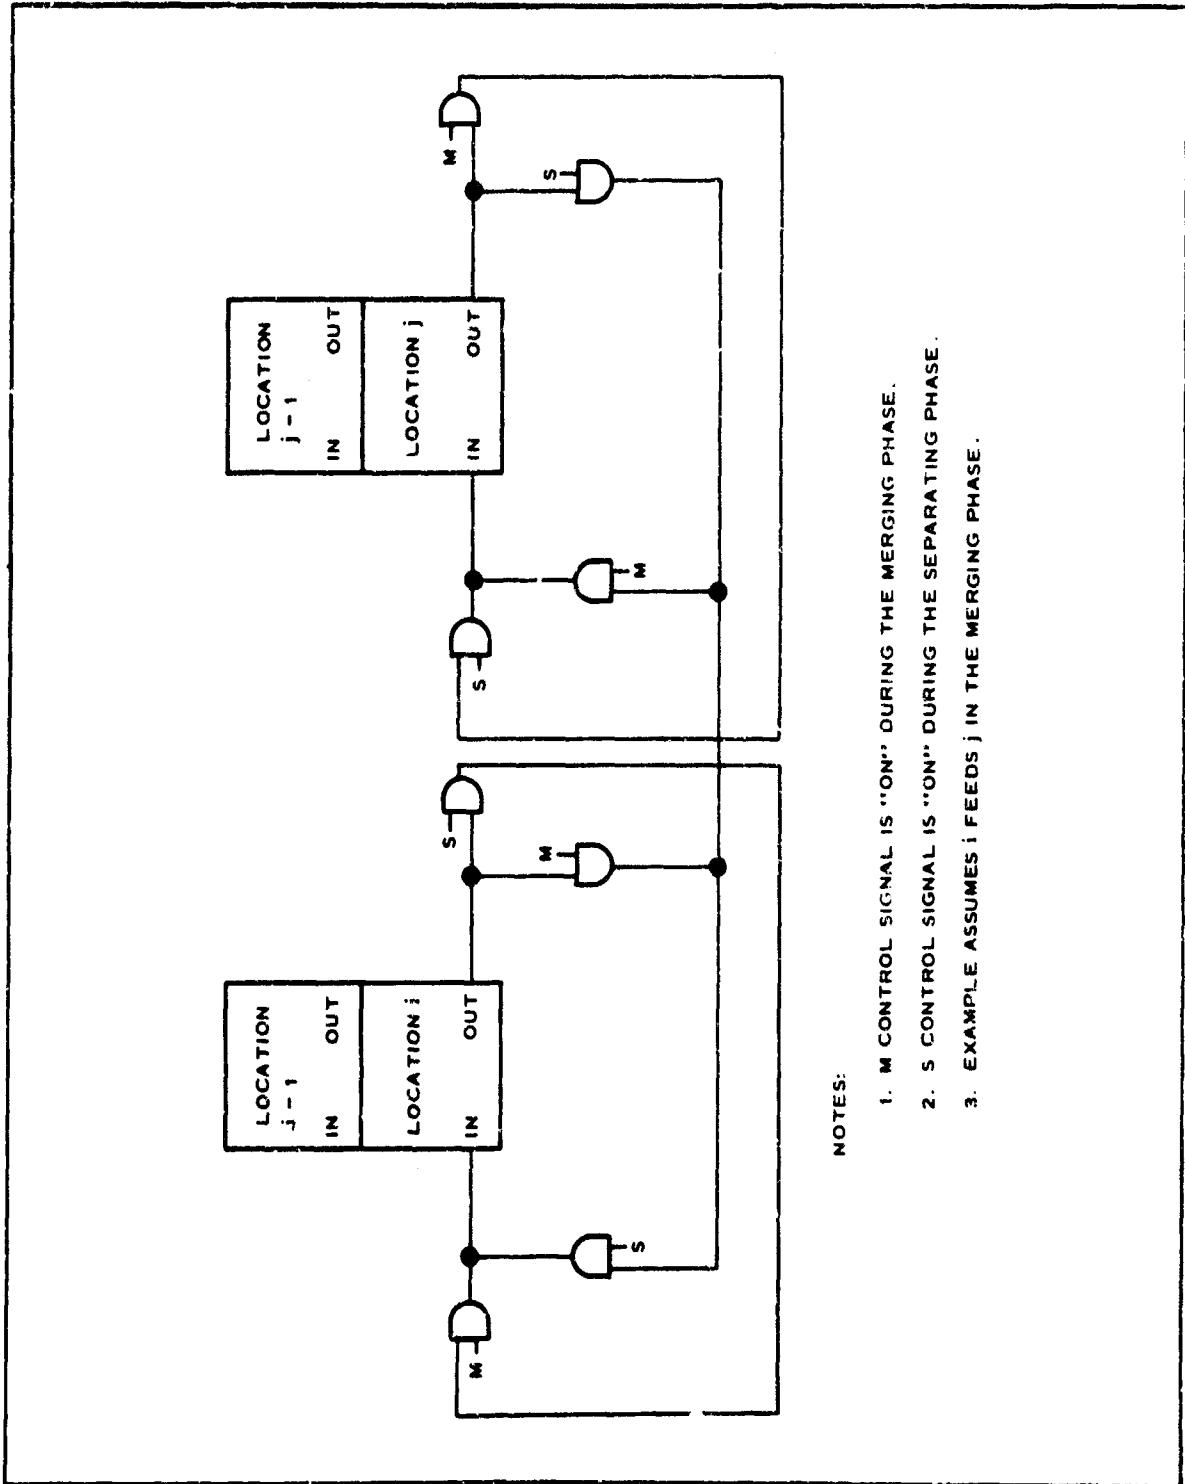 LOCATION
j - 1
IN OUT
LOCATION i
IN OUT
LOCATION
j - 1
IN OUT
LOCATION j
IN OUT
M
S
S
M
S
M
M
S
NOTES:
1. M CONTROL SIGNAL IS "ON" DURING THE MERGING PHASE.
2. S CONTROL SIGNAL IS "ON" DURING THE SEPARATING PHASE.
3. EXAMPLE ASSUMES i FEEDS j IN THE MERGING PHASE.